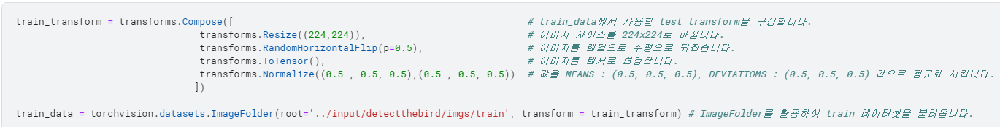 train_transform = transforms.Compose([ # train_data에서 사용할 test transform을 구성합니다.
transforms.Resize((224,224)), # 이미지 사이즈를 224x224로 바꿉니다.
transforms.RandomHorizontalFlip(p=0.5), # 이미지를 랜덤으로 수평으로 뒤집습니다.
transforms.ToTensor(), # 이미지를 텐서로 변형합니다.
transforms.Normalize((0.5 , 0.5, 0.5),(0.5 , 0.5, 0.5)) # 값을 MEANS : (0.5, 0.5, 0.5), DEVIATIOMS : (0.5, 0.5, 0.5) 값으로 정규화 시킵니다.
])
train_data = torchvision.datasets.ImageFolder(root='../input/detectthebird/imgs/train', transform = train_transform) # ImageFolder를 활용하여 train 데이터셋을 불러옵니다.